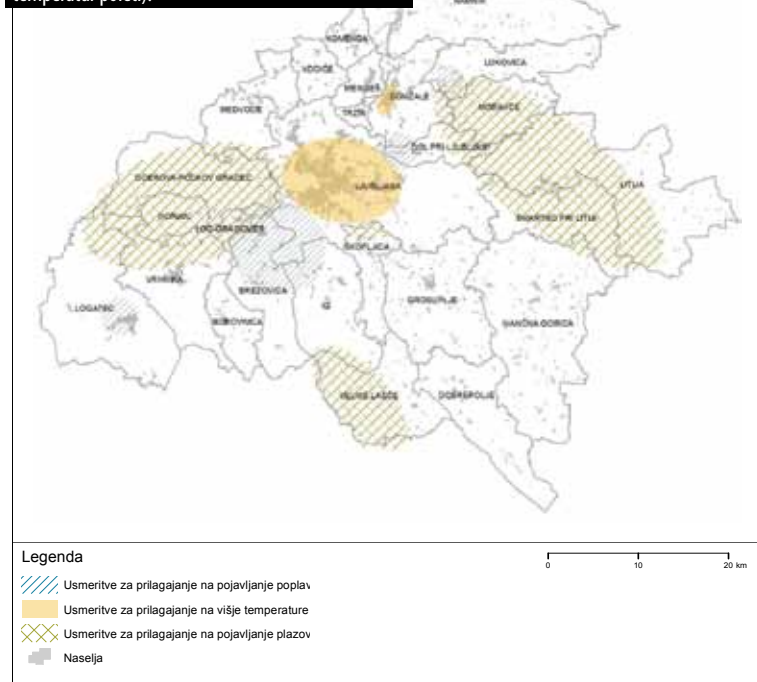 KOMENDA
LUKOVICA
VODICE
MENGEŠ
DOMŽALE
MORAVČE
MEDVODE
TRZIN
DOL PRI LJUBLJANI
DOBROVA-POLHOV GRADEC
LJUBLJANA
LITIJA
HORJUL
LOG-DRAGOMER
ŠMARTNO PRI LITIJI
ŠKOFLJICA
VRHNIKA
BREZOVICA
GROSUPLJE
IG
LOGATEC
BOROVNICA
IVANČNA GORICA
VELIKE LAŠČE
DOBREPOLJE
Legenda
0 10 20 km
Usmeritve za prilagajanje na pojavljanje poplav
Usmeritve za prilagajanje na višje temperature
Usmeritve za prilagajanje na pojavljanje plazov
Naselja